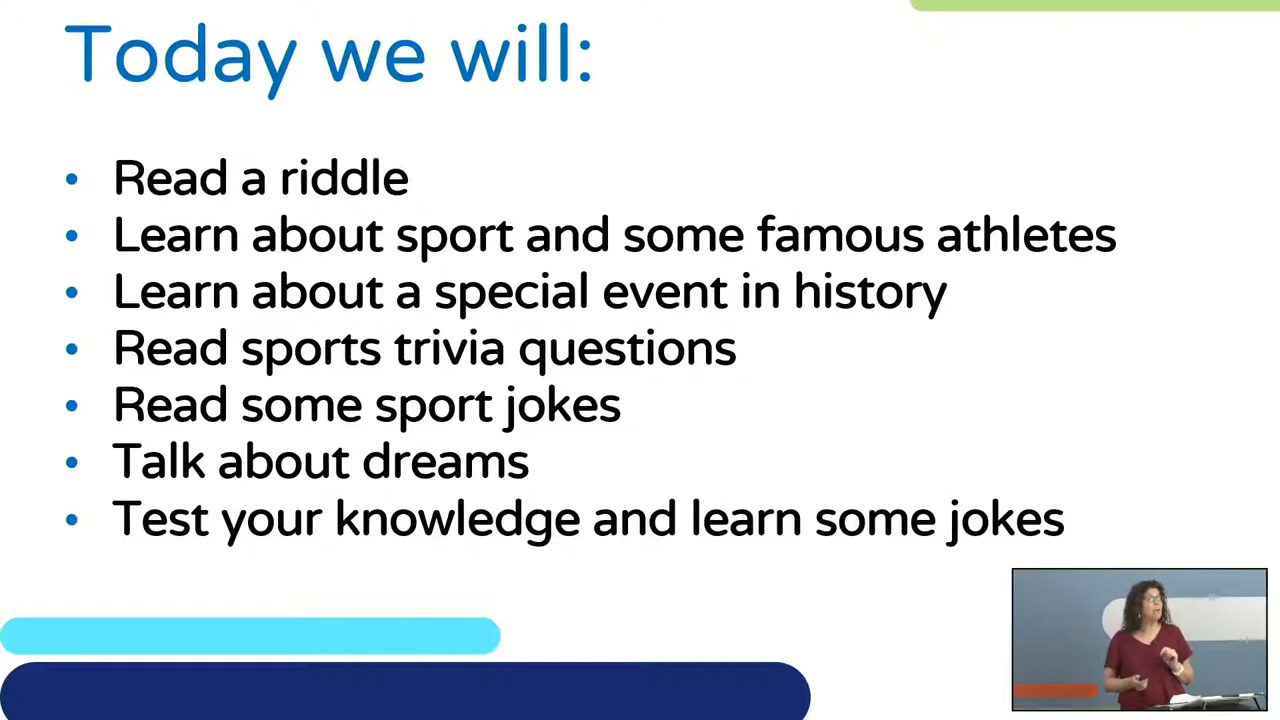 Today we will:
• Read a riddle
• Learn about sport and some famous athletes
• Learn about a special event in history
• Read sports trivia questions
• Read some sport jokes
• Talk about dreams
• Test your knowledge and learn some jokes